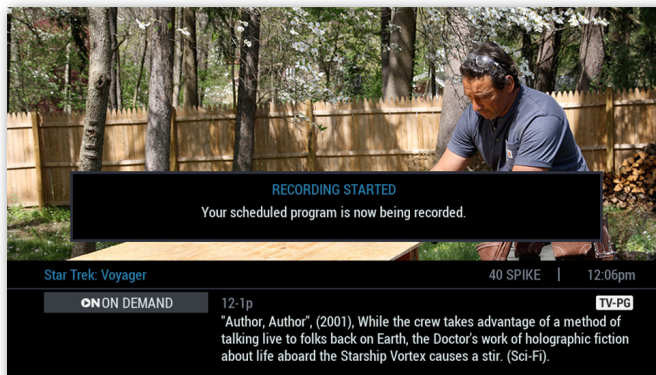 RECORDING STARTED
Your scheduled program is now being recorded.
Star Trek: Voyager
40 SPIKE | 12:06pm
ON ON DEMAND
12-1p
TV-PG
"Author, Author", (2001), While the crew takes advantage of a method of
talking live to folks back on Earth, the Doctor's work of holographic fiction
about life aboard the Starship Vortex causes a stir. (Sci-Fi).